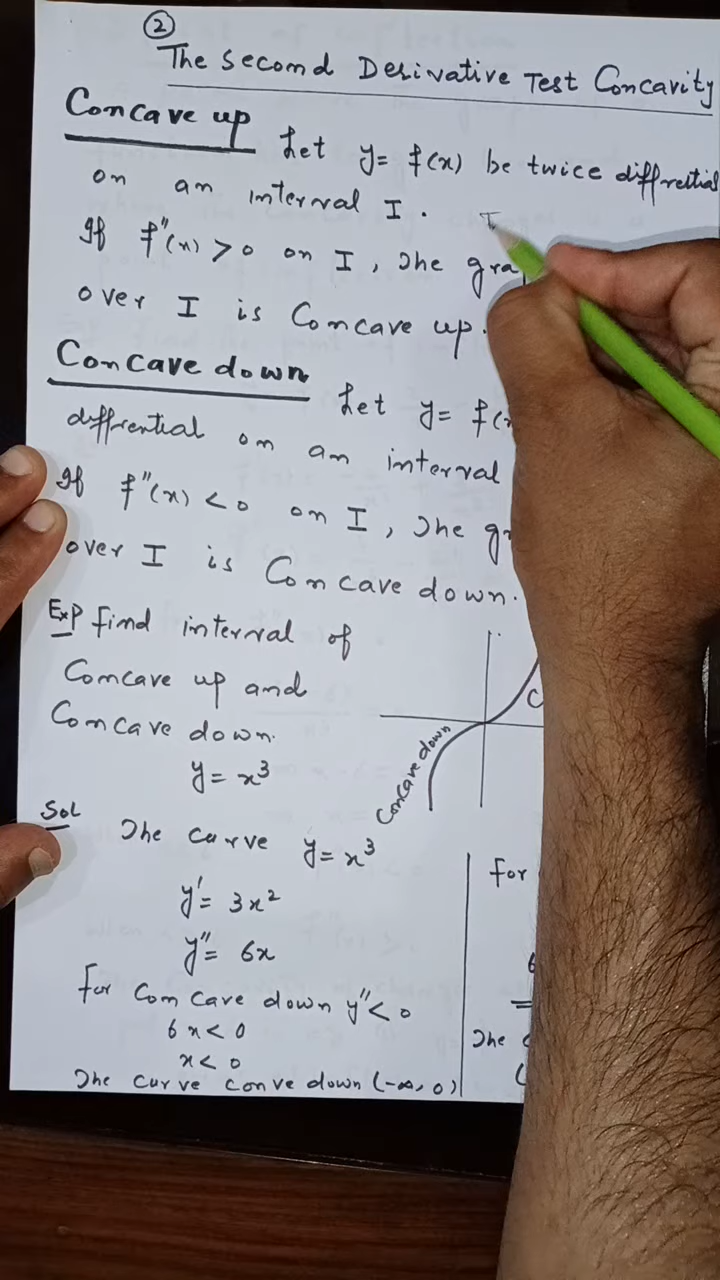 ②
The Second Derivative Test Concavity
Concave up Let y= f(x) be twice diffrential
on an interval I.
If f"(x) > 0 on I, The gra
over I is Concave up.
Concave down Let y= f(x
diffrential on an interval
If f"(x) < 0 on I, The gr
over I is Concave down.
Exp find interval of
Concave up and
Concave down.
y = x³
Concave down
C
Sol The curve y= x³
y' = 3x²
y" = 6x
For Concave down y" < 0
6x < 0
x < 0
The curve conve down (-∞, 0)
For
6
The c
(